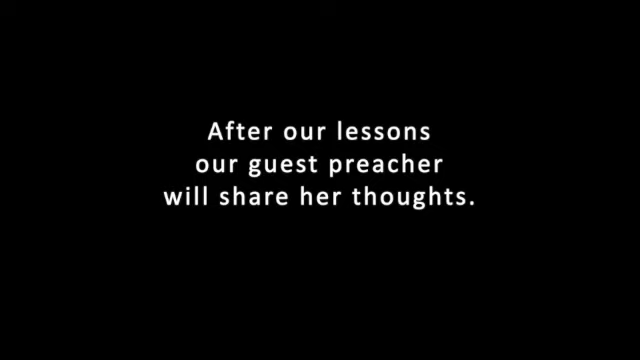 After our lessons
our guest preacher
will share her thoughts.